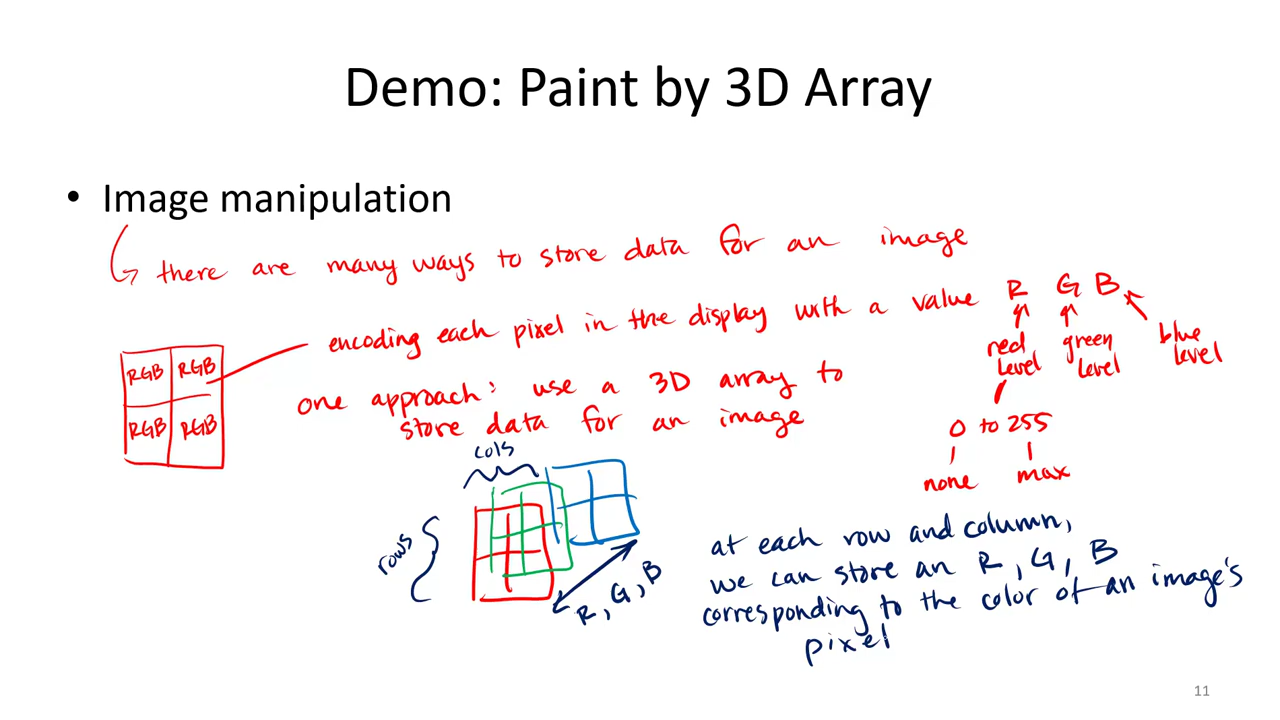 Demo: Paint by 3D Array
• Image manipulation
there are many ways to store data for an image
encoding each pixel in the display with a value R G B
red level
green level
blue level
0 to 255
none
max
RGB RGB
RGB RGB
one approach: use a 3D array to
store data for an image
cols
rows
R, G, B
at each row and column,
we can store an R, G, B
corresponding to the color of an image's
pixel
11